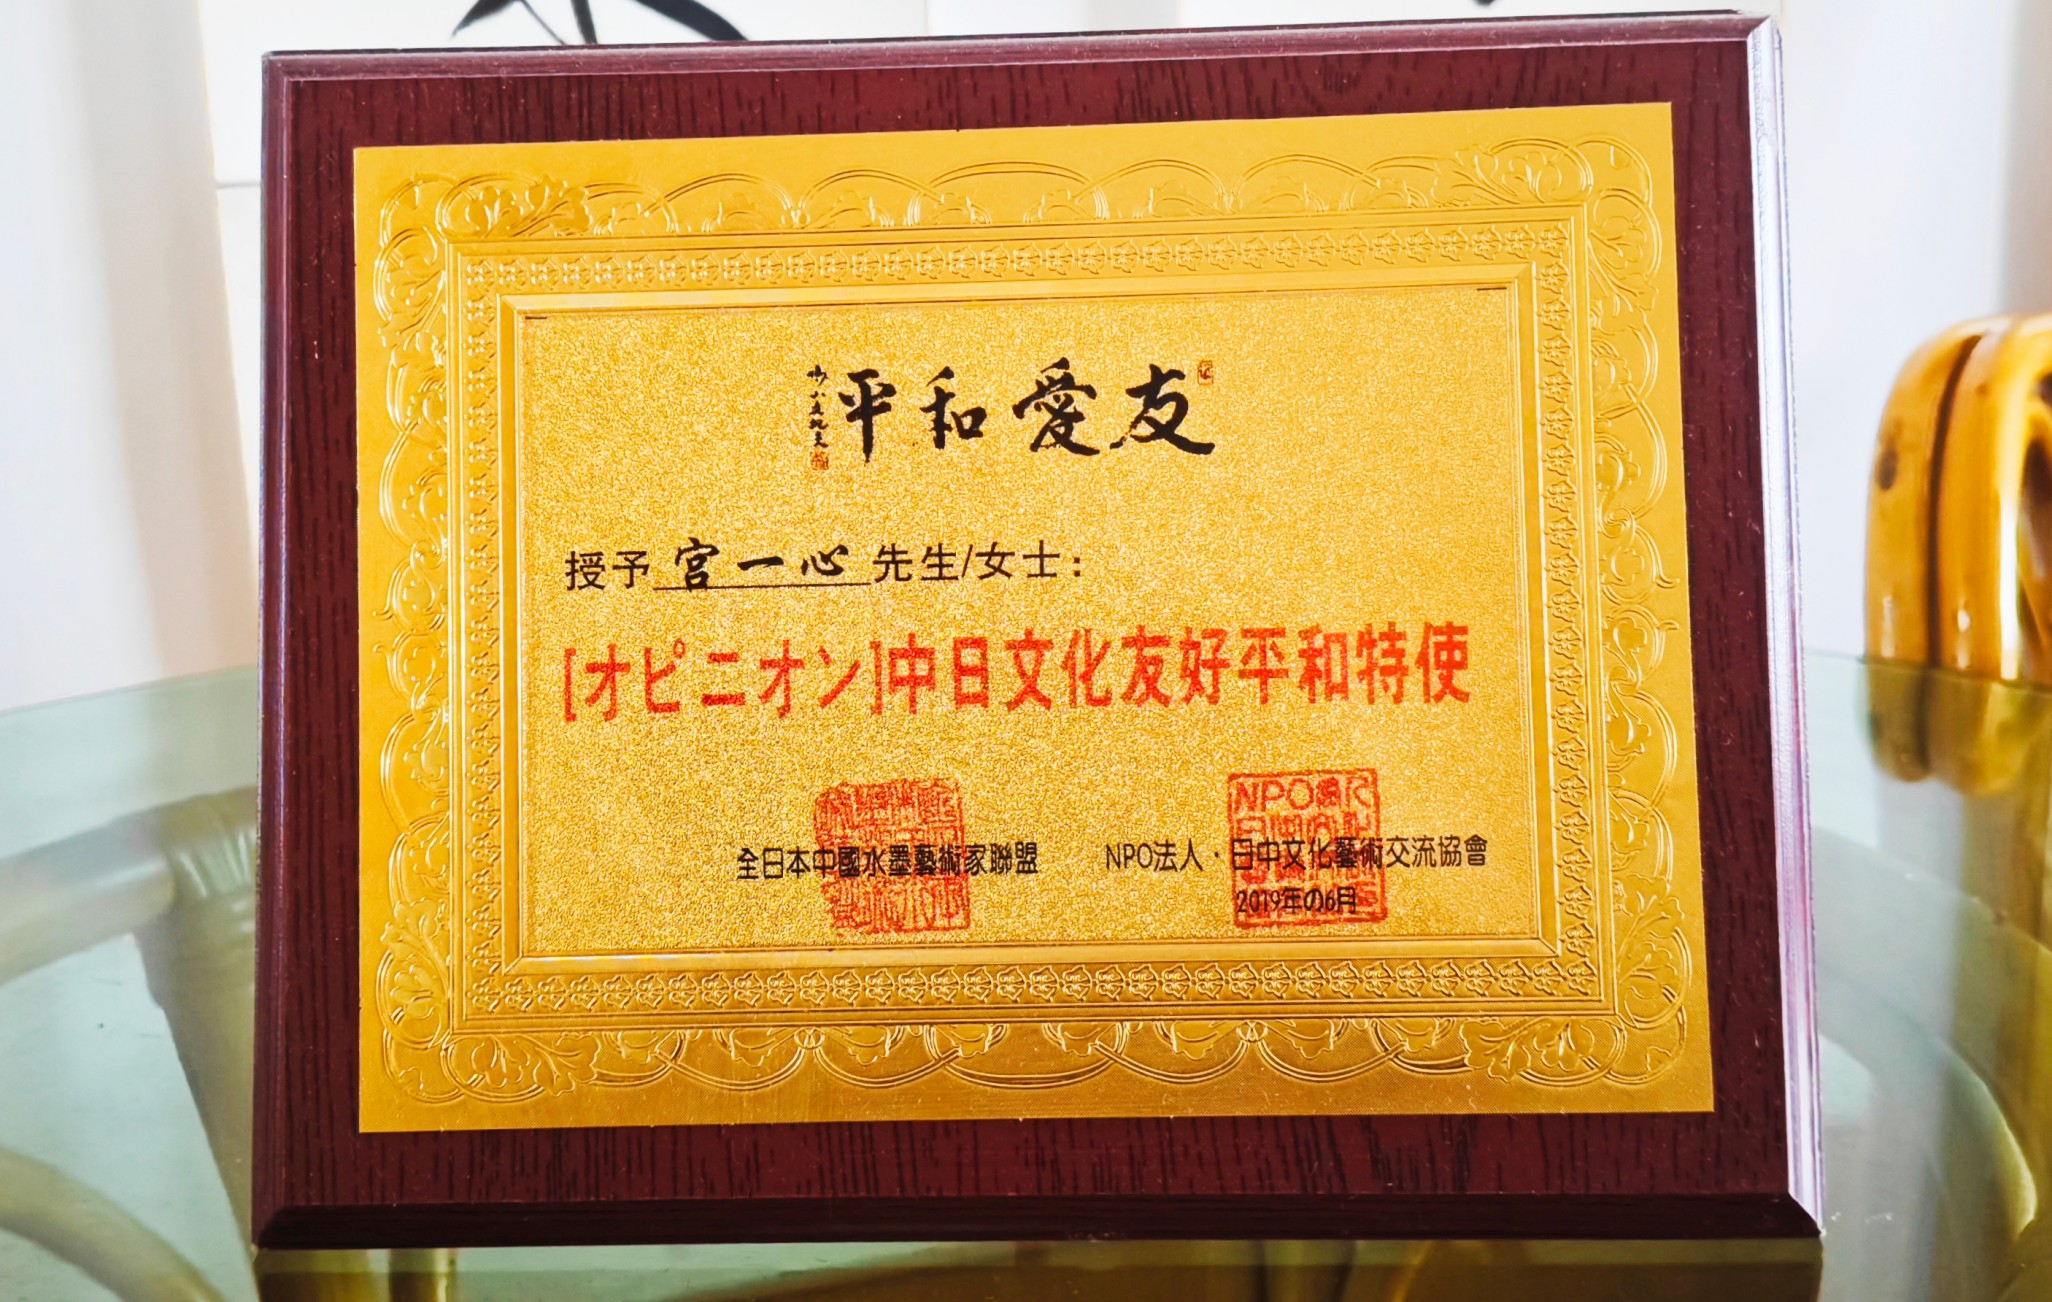 友愛和平
授予 宮一心 先生/女士:
[オピニオン]中日文化友好平和特使
全日本中國水墨藝術家聯盟 NPO法人・日中文化藝術交流協會
2019年の6月